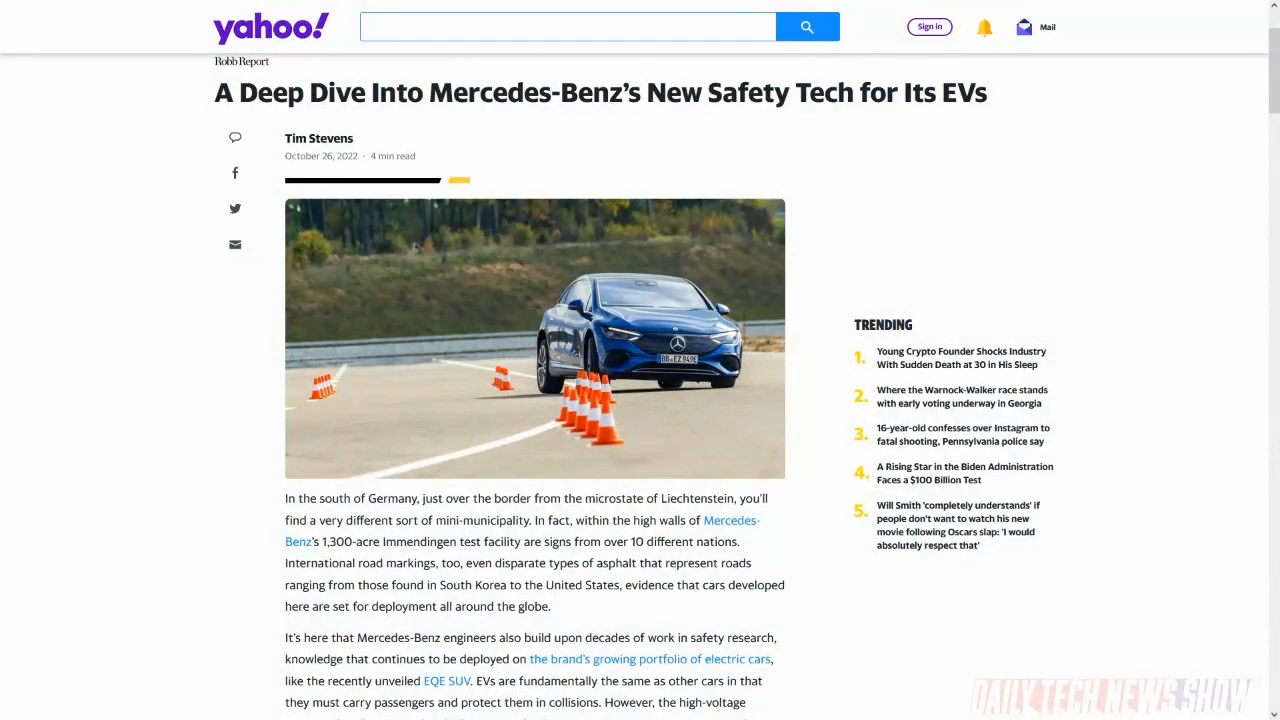 yahoo!
Sign in
Mail
Robb Report
A Deep Dive Into Mercedes-Benz's New Safety Tech for Its EVs
Tim Stevens
October 26, 2022 · 4 min read
BB·EZ 949E
In the south of Germany, just over the border from the microstate of Liechtenstein, you'll
find a very different sort of mini-municipality. In fact, within the high walls of Mercedes-
Benz's 1,300-acre Immendingen test facility are signs from over 10 different nations.
International road markings, too, even disparate types of asphalt that represent roads
ranging from those found in South Korea to the United States, evidence that cars developed
here are set for deployment all around the globe.
It's here that Mercedes-Benz engineers also build upon decades of work in safety research,
knowledge that continues to be deployed on the brand's growing portfolio of electric cars,
like the recently unveiled EQE SUV. EVs are fundamentally the same as other cars in that
they must carry passengers and protect them in collisions. However, the high-voltage
TRENDING
1. Young Crypto Founder Shocks Industry
With Sudden Death at 30 in His Sleep
2. Where the Warnock-Walker race stands
with early voting underway in Georgia
3. 16-year-old confesses over Instagram to
fatal shooting, Pennsylvania police say
4. A Rising Star in the Biden Administration
Faces a $100 Billion Test
5. Will Smith 'completely understands' if
people don't want to watch his new
movie following Oscars slap: 'I would
absolutely respect that'
DAILY TECH NEWS SHOW